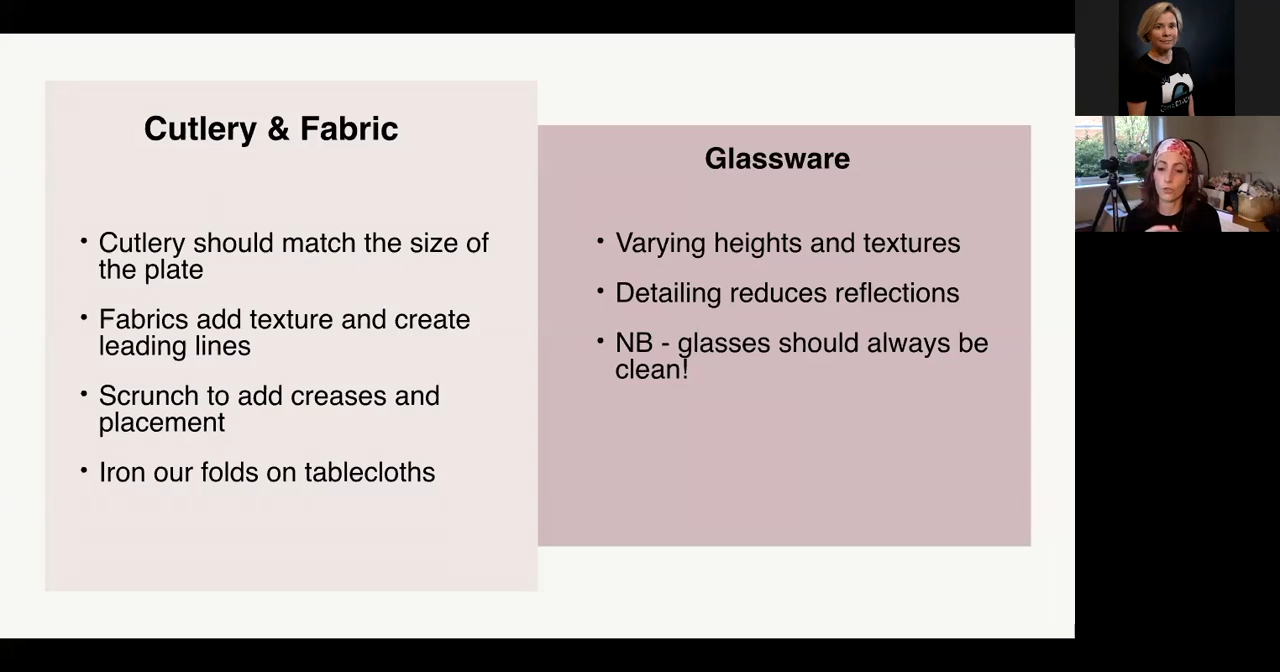 Cutlery & Fabric
• Cutlery should match the size of
the plate
• Fabrics add texture and create
leading lines
• Scrunch to add creases and
placement
• Iron our folds on tablecloths
Glassware
• Varying heights and textures
• Detailing reduces reflections
• NB - glasses should always be
clean!